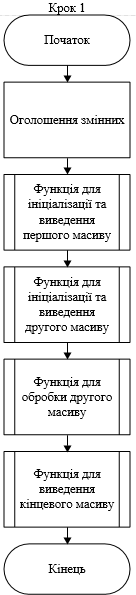 Крок 1
Початок
Оголошення змінних
Функція для
ініціалізації та
виведення
першого масиву
Функція для
ініціалізації та
виведення
другого масиву
Функція для
обробки другого
масиву
Функція для
виведення
кінцевого масиву
Кінець